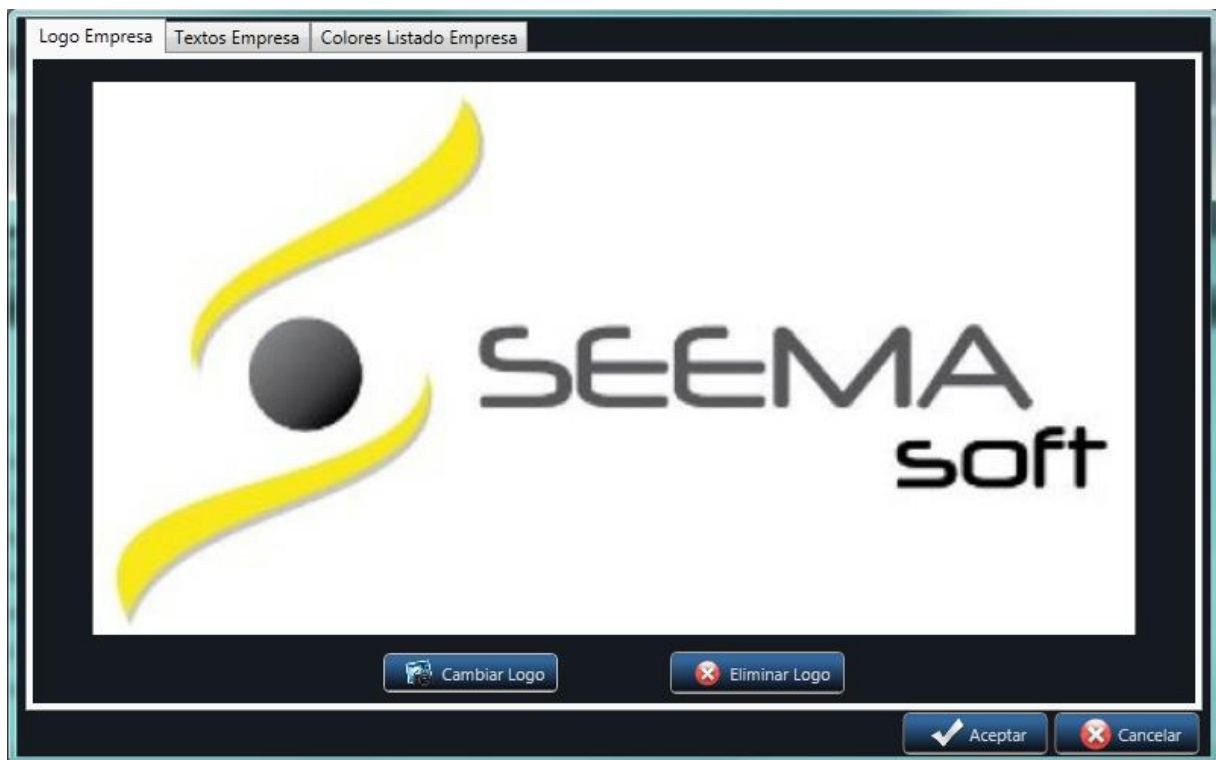 Logo Empresa Textos Empresa Colores Listado Empresa
SEEMA
soft
Cambiar Logo Eliminar Logo
Aceptar Cancelar